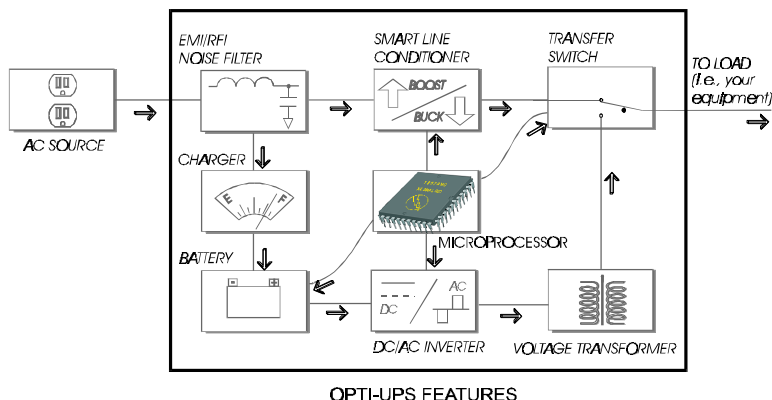 EMI/RFI
NOISE FILTER
SMART LINE
CONDITIONER
TRANSFER
SWITCH
BOOST
BUCK
TO LOAD
(I.e., your
equipment)
AC SOURCE
CHARGER
E F
MICROPROCESSOR
BATTERY
- +
DC
AC
DC/AC INVERTER
VOLTAGE TRANSFORMER
OPTI-UPS FEATURES